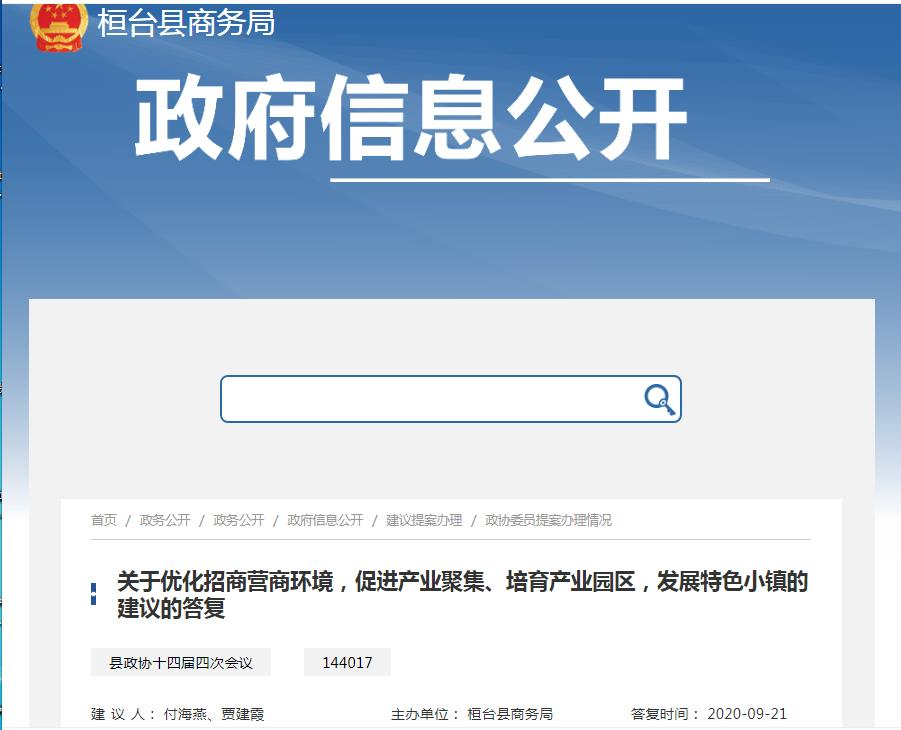 桓台县商务局
政府信息公开
首页 / 政务公开 / 政务公开 / 政府信息公开 / 建议提案办理 / 政协委员提案办理情况
关于优化招商营商环境，促进产业聚集、培育产业园区，发展特色小镇的
建议的答复
县政协十四届四次会议 144017
建 议 人： 付海燕、贾建霞 主办单位： 桓台县商务局 答复时间： 2020-09-21